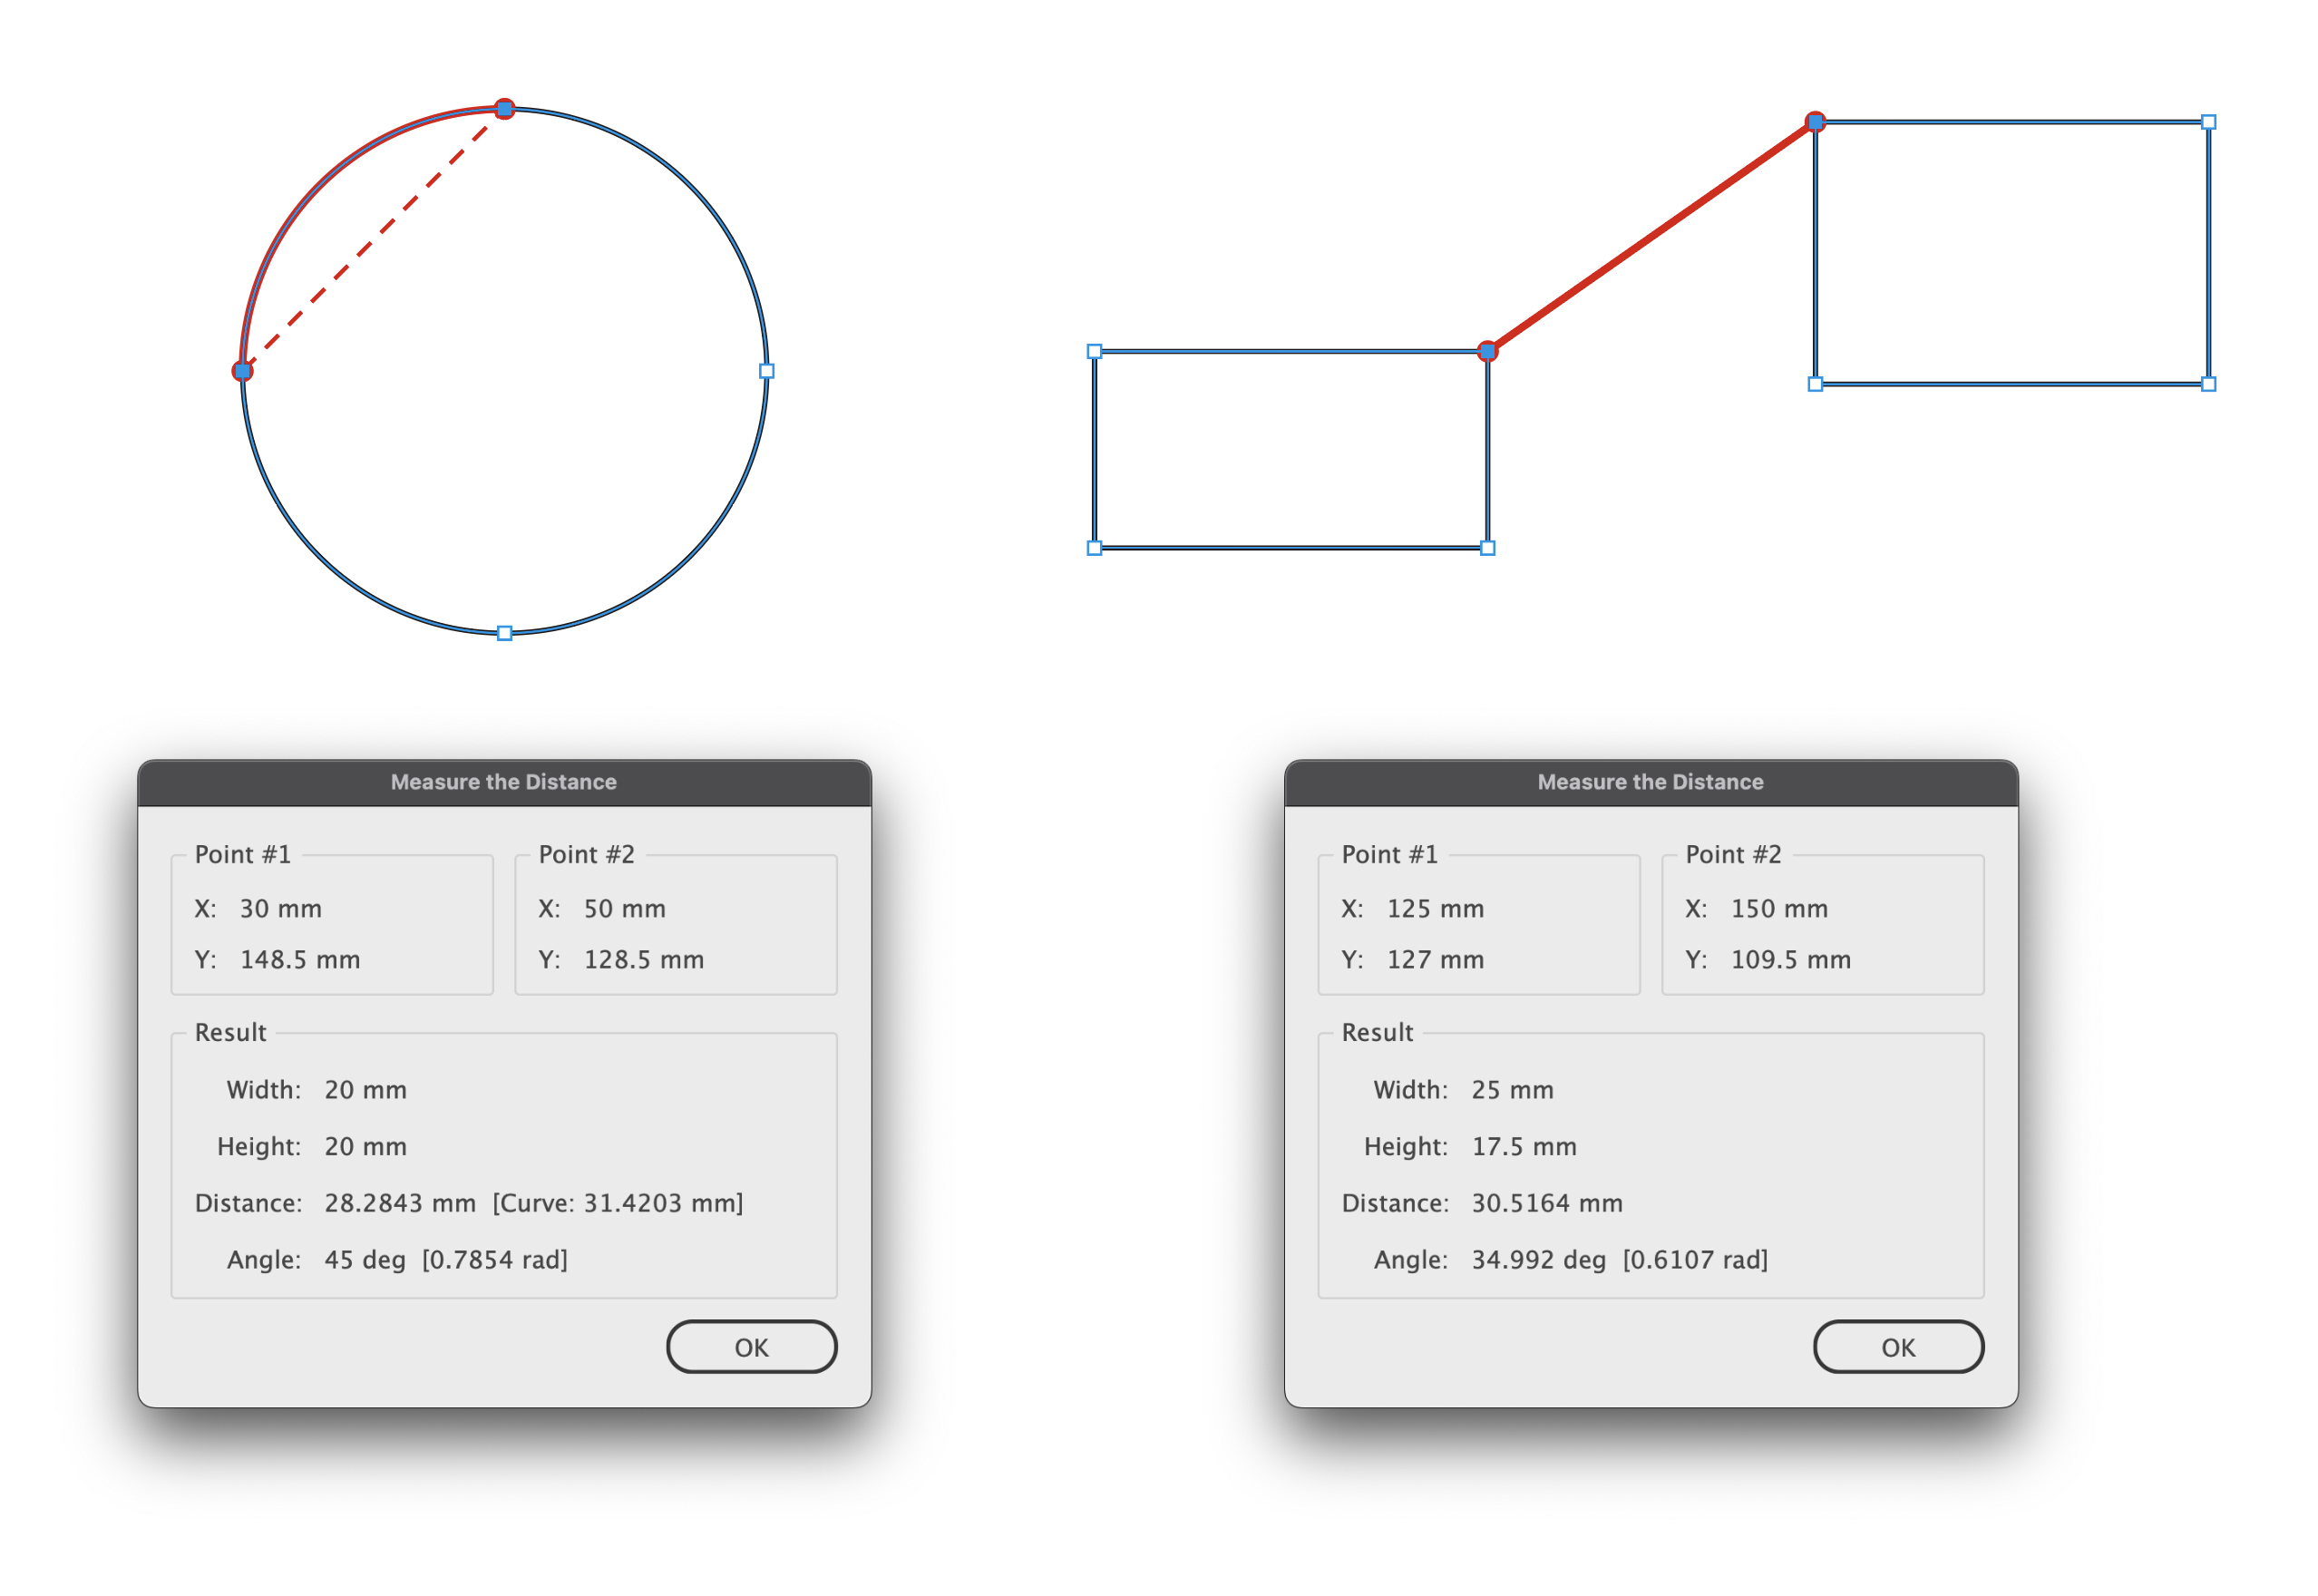 Measure the Distance
Point #1
X: 30 mm
Y: 148.5 mm
Point #2
X: 50 mm
Y: 128.5 mm
Result
Width: 20 mm
Height: 20 mm
Distance: 28.2843 mm [Curve: 31.4203 mm]
Angle: 45 deg [0.7854 rad]
OK
Measure the Distance
Point #1
X: 125 mm
Y: 127 mm
Point #2
X: 150 mm
Y: 109.5 mm
Result
Width: 25 mm
Height: 17.5 mm
Distance: 30.5164 mm
Angle: 34.992 deg [0.6107 rad]
OK